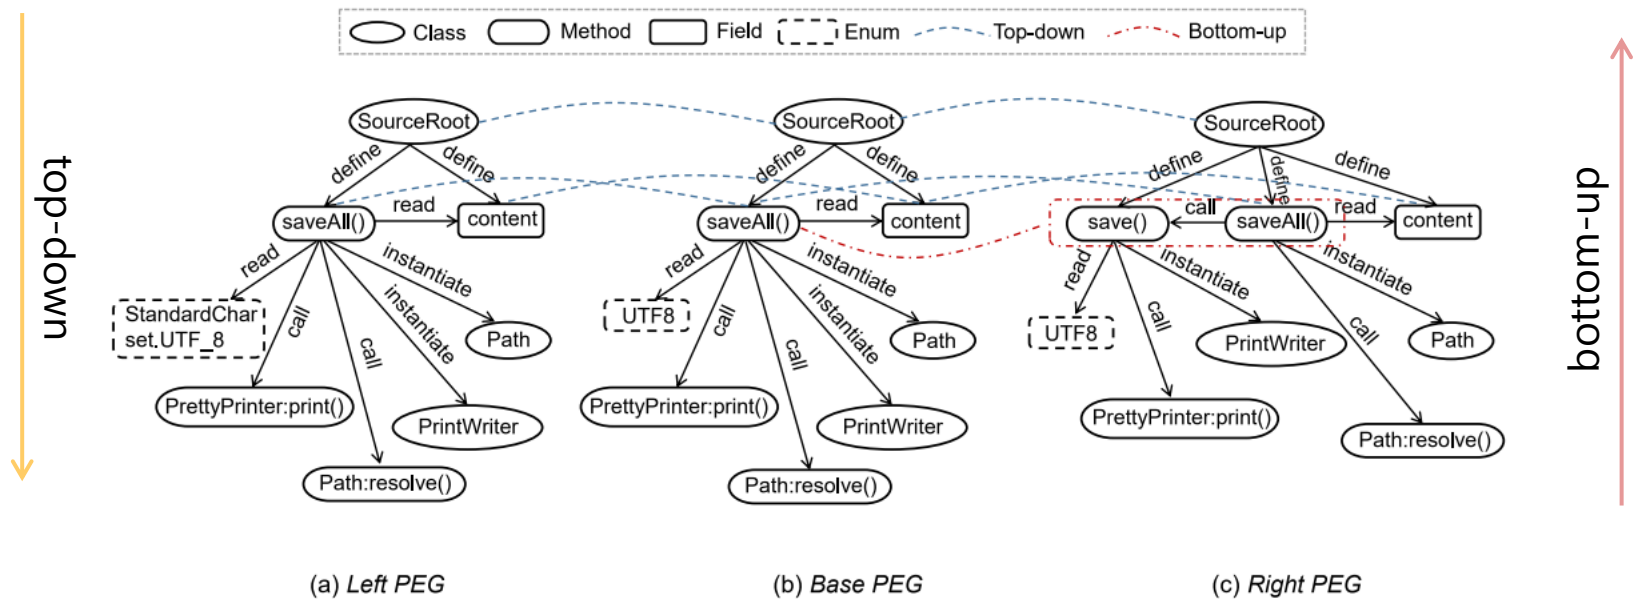 Class
Method
Field
Enum
Top-down
Bottom-up
top-down
SourceRoot
define
define
saveAll()
read
content
read
instantiate
StandardChar
set.UTF_8
call
call
instantiate
Path
PrettyPrinter:print()
PrintWriter
Path:resolve()
(a) Left PEG
SourceRoot
define
define
saveAll()
read
content
read
instantiate
UTF8
call
call
instantiate
Path
PrettyPrinter:print()
PrintWriter
Path:resolve()
(b) Base PEG
SourceRoot
define
define
define
save()
call
saveAll()
read
content
read
instantiate
instantiate
UTF8
call
PrintWriter
call
Path
PrettyPrinter:print()
Path:resolve()
(c) Right PEG
bottom-up